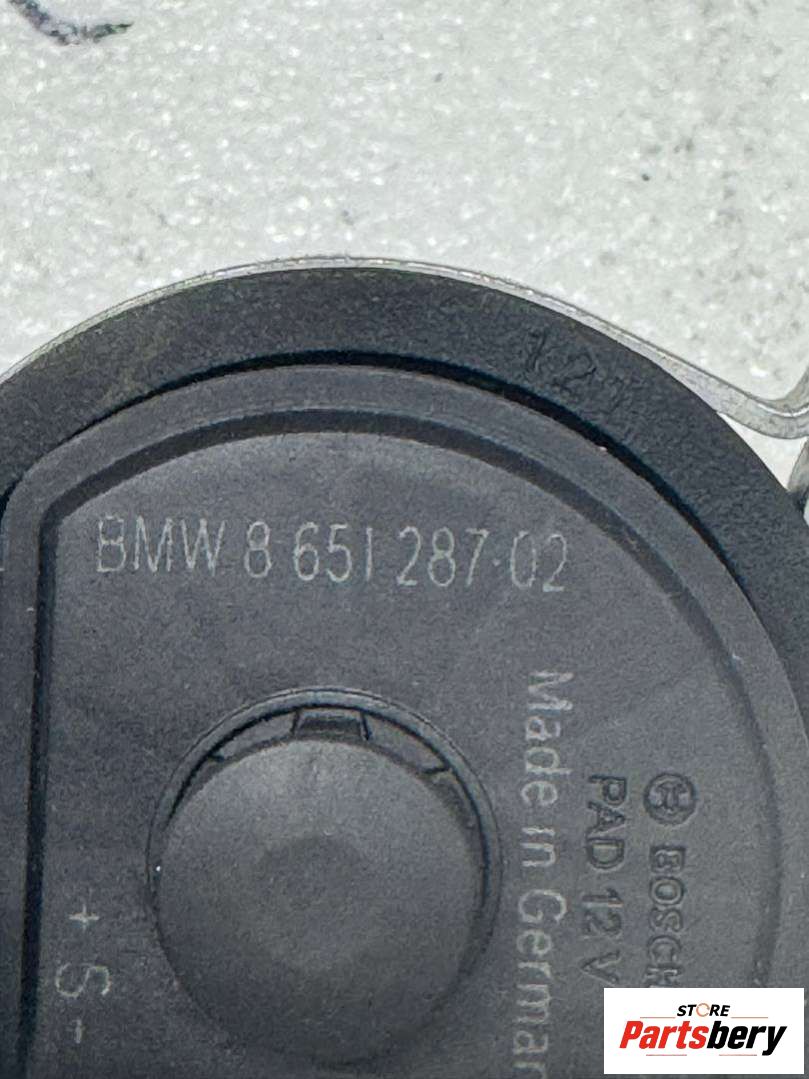 BMW 8 651 287-02
Made in German
PAD 12 V
BOSCH
+ S -
STORE
Partsbery